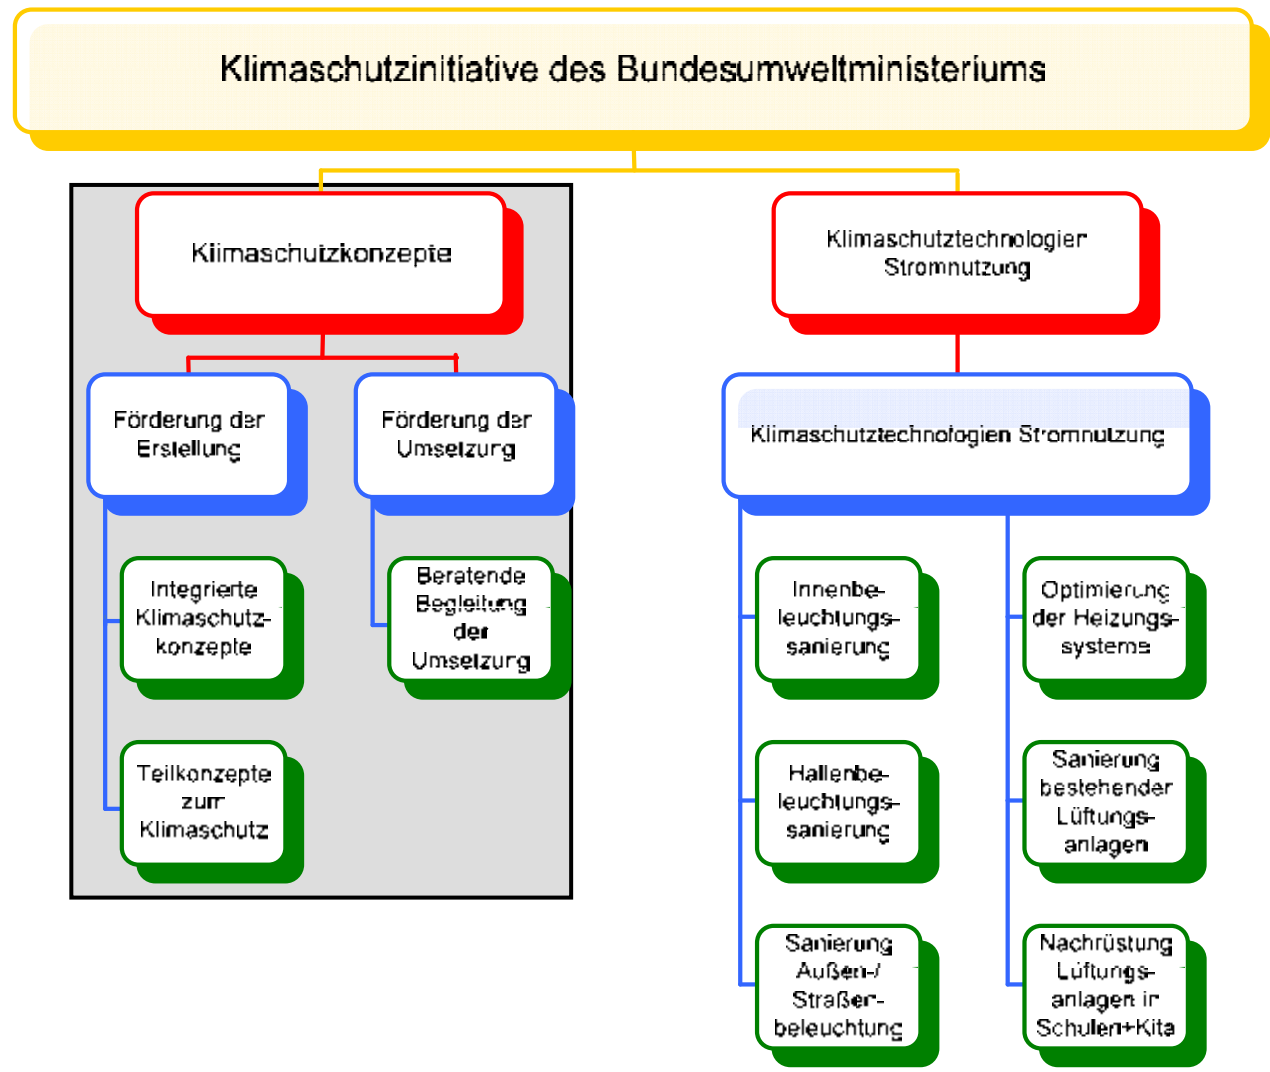 Klimaschutzinitiative des Bundesumweltministeriums
Klimaschutzkonzepte
Klimaschutztechnologien
Stromnutzung
Förderung der
Erstellung
Förderung der
Umsetzung
Klimaschutztechnologien Stromnutzung
Integrierte
Klimaschutz-
konzepte
Beratende
Begleitung
der
Umsetzung
Innenbe-
leuchtungs-
sanierung
Optimierung
der Heizungs-
systeme
Teilkonzepte
zum
Klimaschutz
Hallenbe-
leuchtungs-
sanierung
Sanierung
bestehender
Lüftungs-
anlagen
Sanierung
Außen-/
Straßen-
beleuchtung
Nachrüstung
Lüftungs-
anlagen in
Schulen+Kita